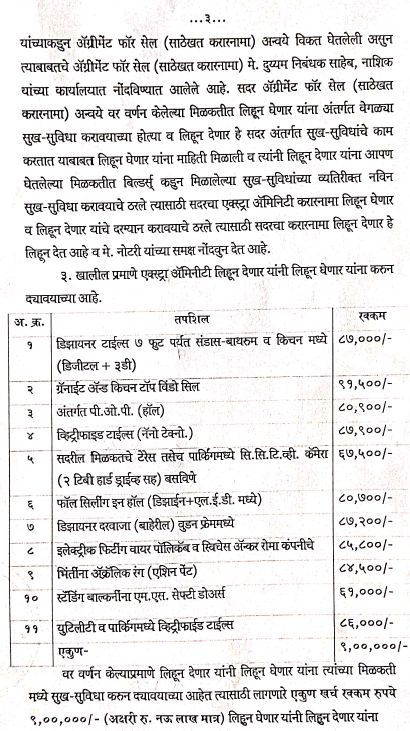 ...३...
यांच्याकडुन ॲग्रीमेंट फॉर सेल (साठेखत करारनामा) अन्वये विकत घेतलेली असुन
त्याबाबतचे ॲग्रीमेंट फॉर सेल (साठेखत करारनामा) मे. दुय्यम निबंधक साहेब, नाशिक
यांच्या कार्यालयात नोंदविण्यात आलेले आहे. सदर ॲग्रीमेंट फॉर सेल (साठेखत
करारनामा) अन्वये वर वर्णन केलेल्या मिळकतीत लिहून घेणार यांना अंतर्गत वेगळ्या
सुख-सुविधा करावयाच्या होत्या व लिहून देणार हे सदर अंतर्गत सुख-सुविधांचे काम
करतात याबाबत लिहून घेणार यांना माहिती मिळाली व त्यांनी लिहून देणार यांना आपण
घेतलेल्या मिळकतीत बिल्डर्स् कडुन मिळालेल्या सुख-सुविधांच्या व्यतिरीक्त नविन
सुख-सुविधा करावयाचे ठरले त्यासाठी सदरचा एक्स्ट्रा ॲमिनिटी करारनामा लिहून घेणार
व लिहून देणार यांचे दरम्यान करावयाचे ठरले त्यासाठी सदरचा करारनामा लिहून देणार हे
लिहून देत आहे व मे. नोटरी यांच्या समक्ष नोंदवुन देत आहे.
३. खालील प्रमाणे एक्स्ट्रा ॲमिनीटी लिहून देणार यांनी लिहून घेणार यांना करुन
द्यावयाच्या आहे.
अ. क्र. तपशिल रक्कम
१ डिझायनर टाईल्स ७ फुट पर्यंत संडास-बाथरुम व किचन मध्ये ८७,०००/-
(डिजीटल + ३डी)
२ ग्रॅनाईट ॲन्ड किचन टॉप विंडो सिल ९१,५००/-
३ अंतर्गत पी.ओ.पी. (हॉल) ८०,९००/-
४ व्हिट्रीफाइड टाईल्स (नॅनो टेक्नो.) ८७,९००/-
५ सदरील मिळकतचे टेरेस तसेच पार्किंगमध्ये सि.सि.टि.व्ही. कॅमेरा ६७,५००/-
(२ टिबी हार्ड ड्राईव्ह सह) बसविणे
६ फॉल सिलींग इन हॉल (डिझाईन+एल.ई.डी. मध्ये) ८०,७००/-
७ डिझायनर दरवाजा (बाहेरील) वुडन फ्रेममध्ये ८७,२००/-
८ इलेक्ट्रीक फिटींग वायर पॉलिकॅब व स्विचेस ॲन्कर रोमा कंपनीचे ८५,८००/-
९ भिंतींना ॲक्रॅलिक रंग (एशिन पेंट) ८४,५००/-
१० स्टॅंडिंग बाल्कनींना एम.एस. सेफ्टी डोअर्स ६१,०००/-
११ युटिलीटी व पार्किंगमध्ये व्हिट्रीफाईड टाईल्स ८६,०००/-
एकुण- ९,००,०००/-
वर वर्णन केल्याप्रमाणे लिहून देणार यांनी लिहून घेणार यांना त्यांच्या मिळकती
मध्ये सुख-सुविधा करुन द्यावयाच्या आहेत त्यासाठी लागणारे एकुण खर्च रक्कम रुपये
९,००,०००/- (अक्षरी रु. नऊ लाख मात्र) लिहून घेणार यांनी लिहून देणार यांना